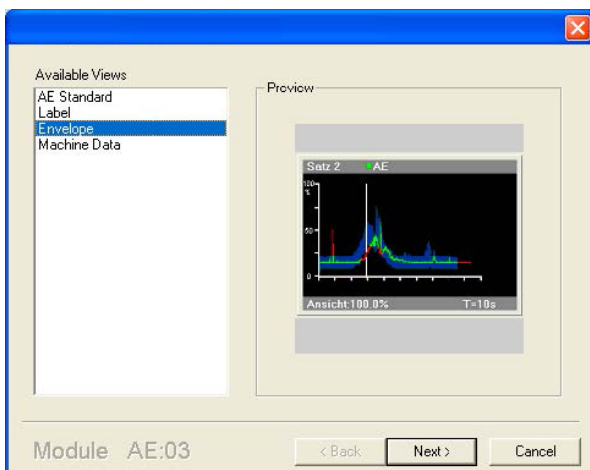 Available Views
AE Standard
Label
Envelope
Machine Data
Preview
Satz 2 AE
100
%
50
0
Ansicht:100.0% T=10s
Module AE:03
< Back Next > Cancel